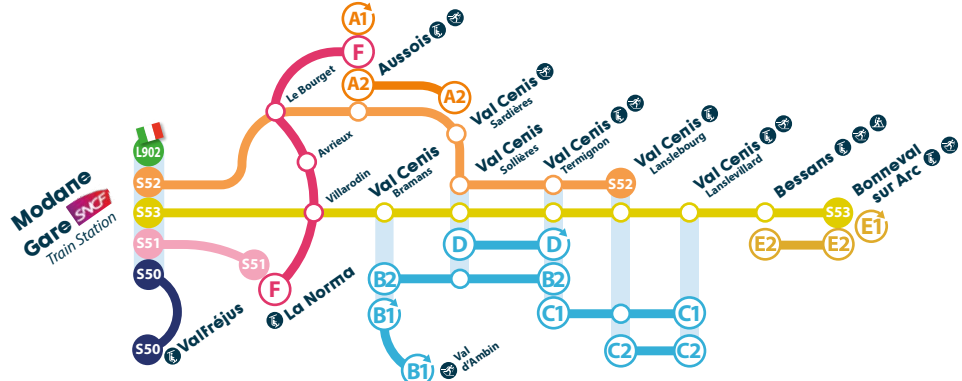 A1
F
Aussois
A2
A2
Le Bourget
Avrieux
Villarodin
L902
S52
S53
S51
S50
S50
S51
F
Modane
Gare SNCF
Train Station
ValFréjus
La Norma
Val Cenis
Bramans
Val Cenis
Sardières
Val Cenis
Sollières
Val Cenis
Termignon
Val Cenis
Lanslebourg
Val Cenis
Lanslevillard
Bessans
Bonneval
sur Arc
S52
S53
E1
E2
E2
D
D
B2
B2
B1
B1
Val
d'Ambin
C1
C1
C2
C2